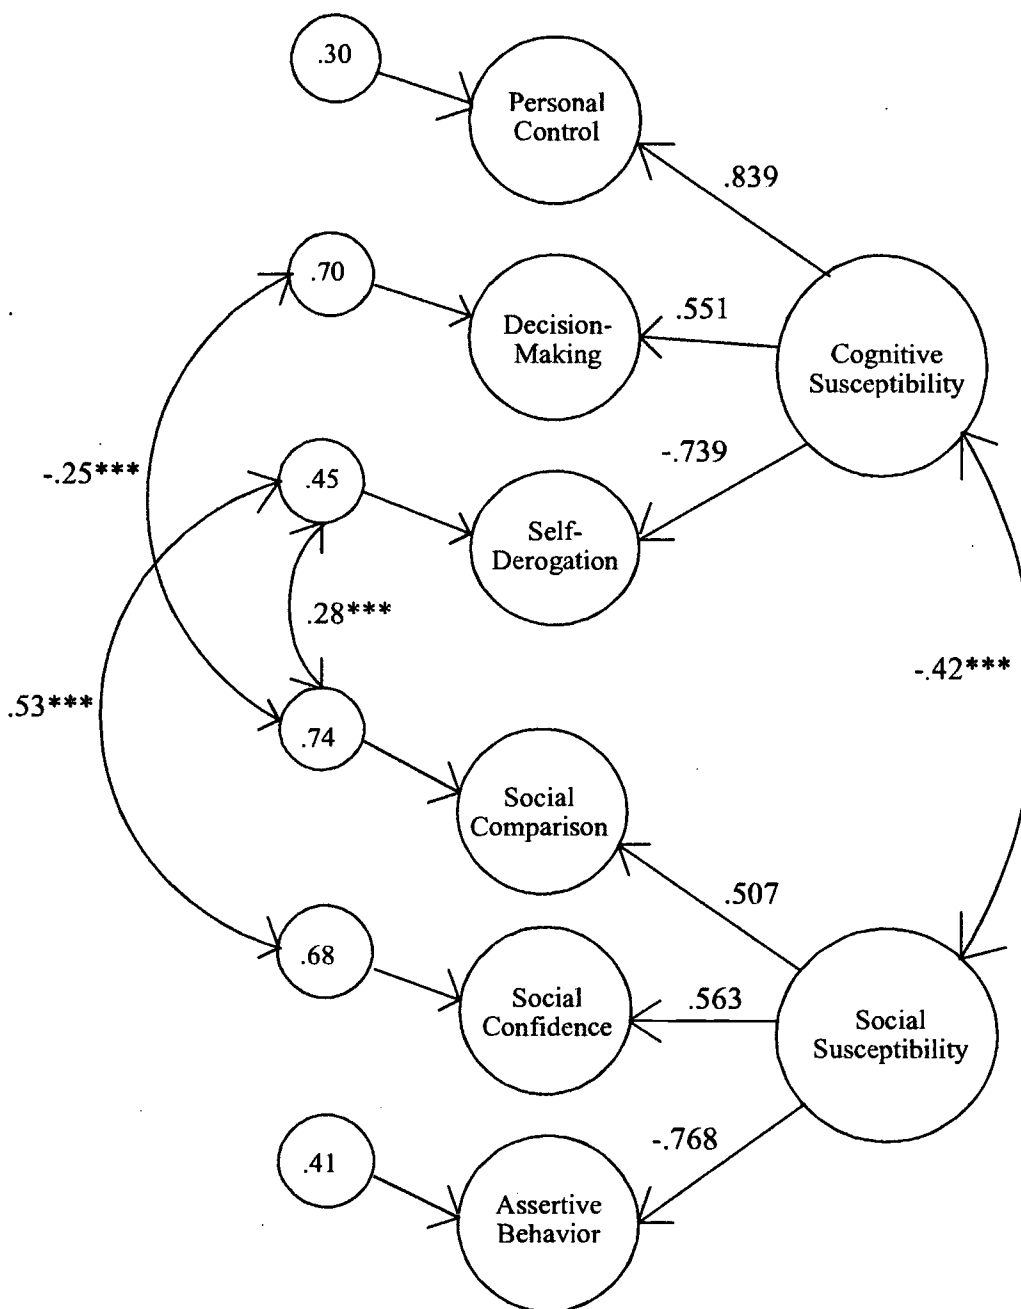 .30
Personal
Control
.839
.70
Decision-
Making
.551
Cognitive
Susceptibility
-.739
-.25***
.45
Self-
Derogation
.28***
-.42***
.53***
.74
Social
Comparison
.507
.68
Social
Confidence
.563
Social
Susceptibility
-.768
.41
Assertive
Behavior